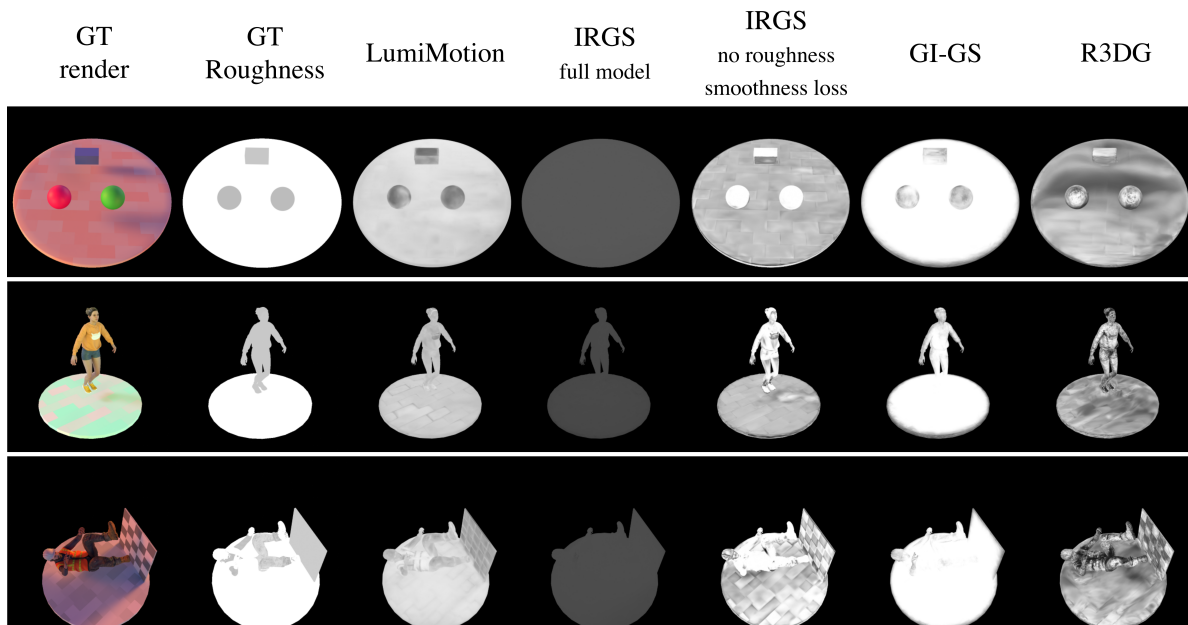 GT
render
GT
Roughness
LumiMotion
IRGS
full model
IRGS
no roughness
smoothness loss
GI-GS
R3DG